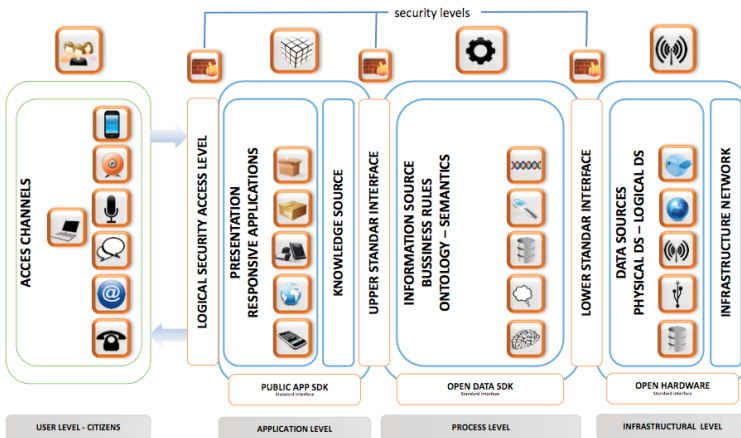 security levels
ACCES CHANNELS
LOGICAL SECURITY ACCESS LEVEL
PRESENTATION
RESPONSIVE APPLICATIONS
KNOWLEDGE SOURCE
UPPER STANDAR INTERFACE
INFORMATION SOURCE
BUSSINESS RULES
ONTOLOGY – SEMANTICS
LOWER STANDAR INTERFACE
DATA SOURCES
PHYSICAL DS – LOGICAL DS
INFRASTRUCTURE NETWORK
@
PUBLIC APP SDK
Standard Interface
OPEN DATA SDK
Standard Interface
OPEN HARDWARE
Standard Interface
USER LEVEL - CITIZENS
APPLICATION LEVEL
PROCESS LEVEL
INFRASTRUCTURAL LEVEL